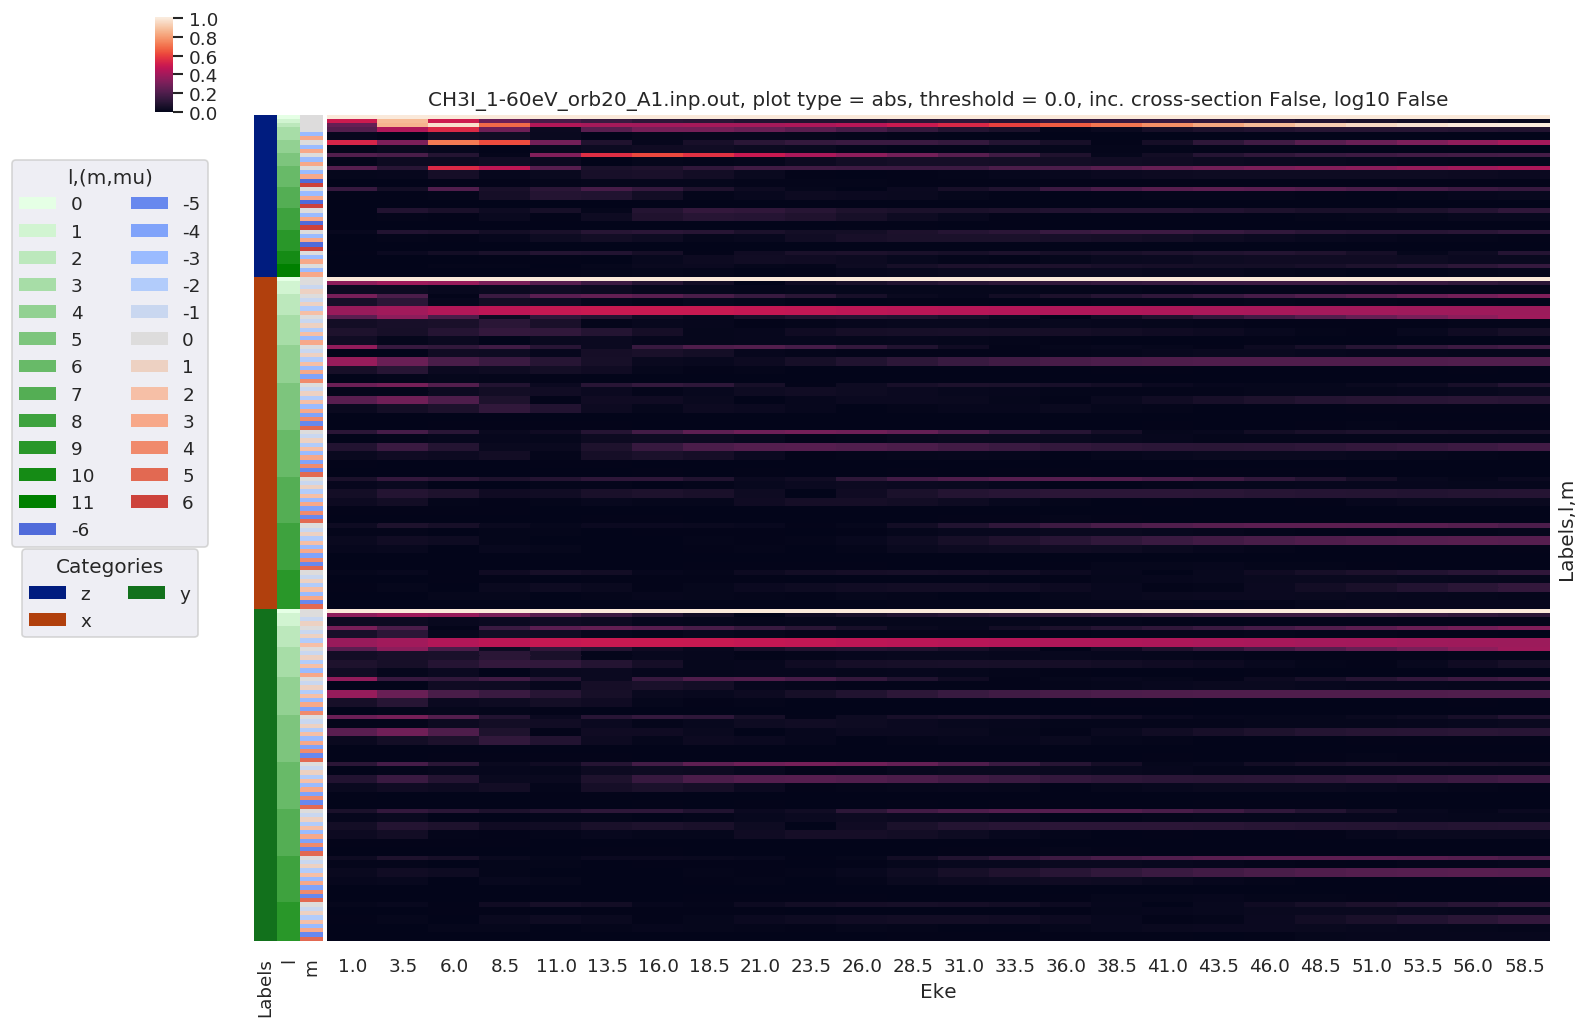 1.0
0.8
0.6
0.4
0.2
0.0
CH3I_1-60eV_orb20_A1.inp.out, plot type = abs, threshold = 0.0, inc. cross-section False, log10 False
l,(m,mu)
0 -5
1 -4
2 -3
3 -2
4 -1
5 0
6 1
7 2
8 3
9 4
10 5
11 6
-6
Categories
z y
x
Labels,l,m
Labels l m
1.0 3.5 6.0 8.5 11.0 13.5 16.0 18.5 21.0 23.5 26.0 28.5 31.0 33.5 36.0 38.5 41.0 43.5 46.0 48.5 51.0 53.5 56.0 58.5
Eke